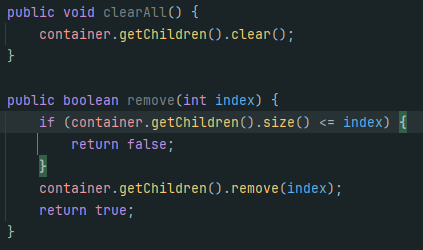 public void clearAll() {
    container.getChildren().clear();
}

public boolean remove(int index) {
    if (container.getChildren().size() <= index) {
        return false;
    }
    container.getChildren().remove(index);
    return true;
}